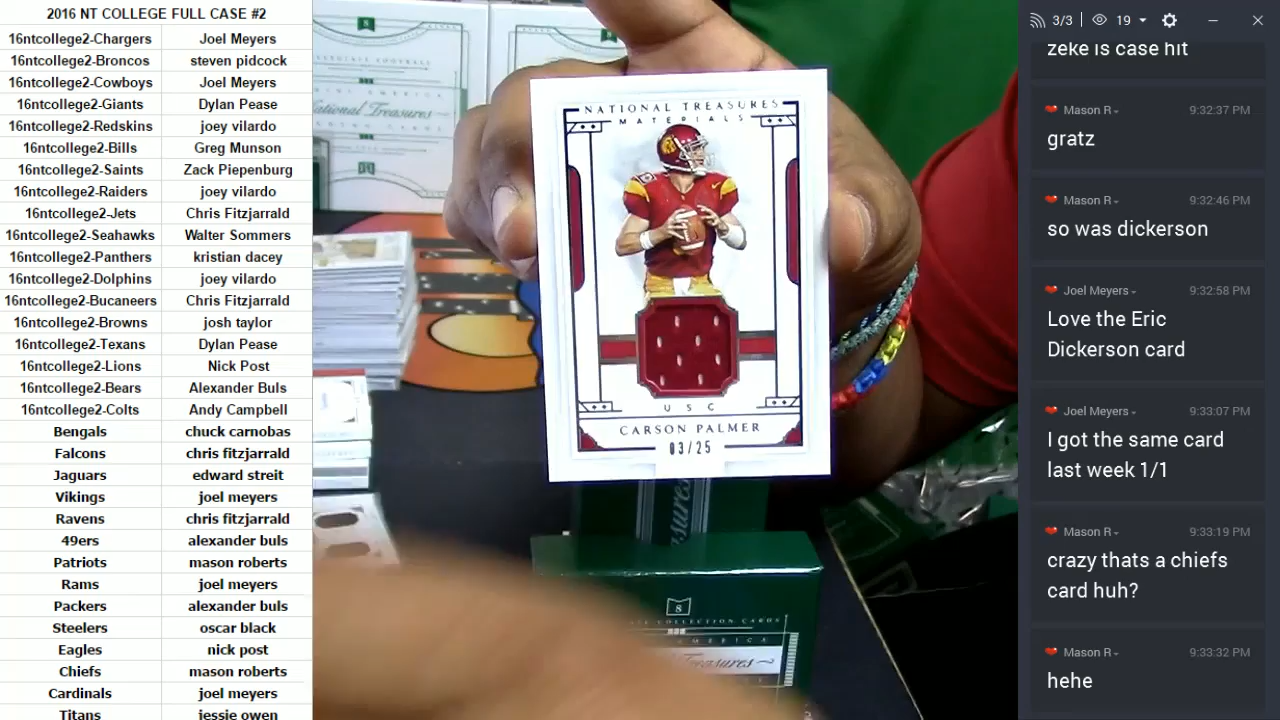 2016 NT COLLEGE FULL CASE #2
16ntcollege2-Chargers Joel Meyers
16ntcollege2-Broncos steven pidcock
16ntcollege2-Cowboys Joel Meyers
16ntcollege2-Giants Dylan Pease
16ntcollege2-Redskins joey vilardo
16ntcollege2-Bills Greg Munson
16ntcollege2-Saints Zack Piepenburg
16ntcollege2-Raiders joey vilardo
16ntcollege2-Jets Chris Fitzjarrald
16ntcollege2-Seahawks Walter Sommers
16ntcollege2-Panthers kristian dacey
16ntcollege2-Dolphins joey vilardo
16ntcollege2-Bucaneers Chris Fitzjarrald
16ntcollege2-Browns josh taylor
16ntcollege2-Texans Dylan Pease
16ntcollege2-Lions Nick Post
16ntcollege2-Bears Alexander Buls
16ntcollege2-Colts Andy Campbell
Bengals chuck carnobas
Falcons chris fitzjarrald
Jaguars edward streit
Vikings joel meyers
Ravens chris fitzjarrald
49ers alexander buls
Patriots mason roberts
Rams joel meyers
Packers alexander buls
Steelers oscar black
Eagles nick post
Chiefs mason roberts
Cardinals joel meyers
Titans jessie owen
National Treasures
NATIONAL TREASURES
MATERIALS
USC
CARSON PALMER
03/25
8
COLLECTION CARDS
AMERICA
Treasures
3/3 19
zeke is case hit
Mason R 9:32:37 PM
gratz
Mason R 9:32:46 PM
so was dickerson
Joel Meyers 9:32:58 PM
Love the Eric
Dickerson card
Joel Meyers 9:33:07 PM
I got the same card
last week 1/1
Mason R 9:33:19 PM
crazy thats a chiefs
card huh?
Mason R 9:33:32 PM
hehe